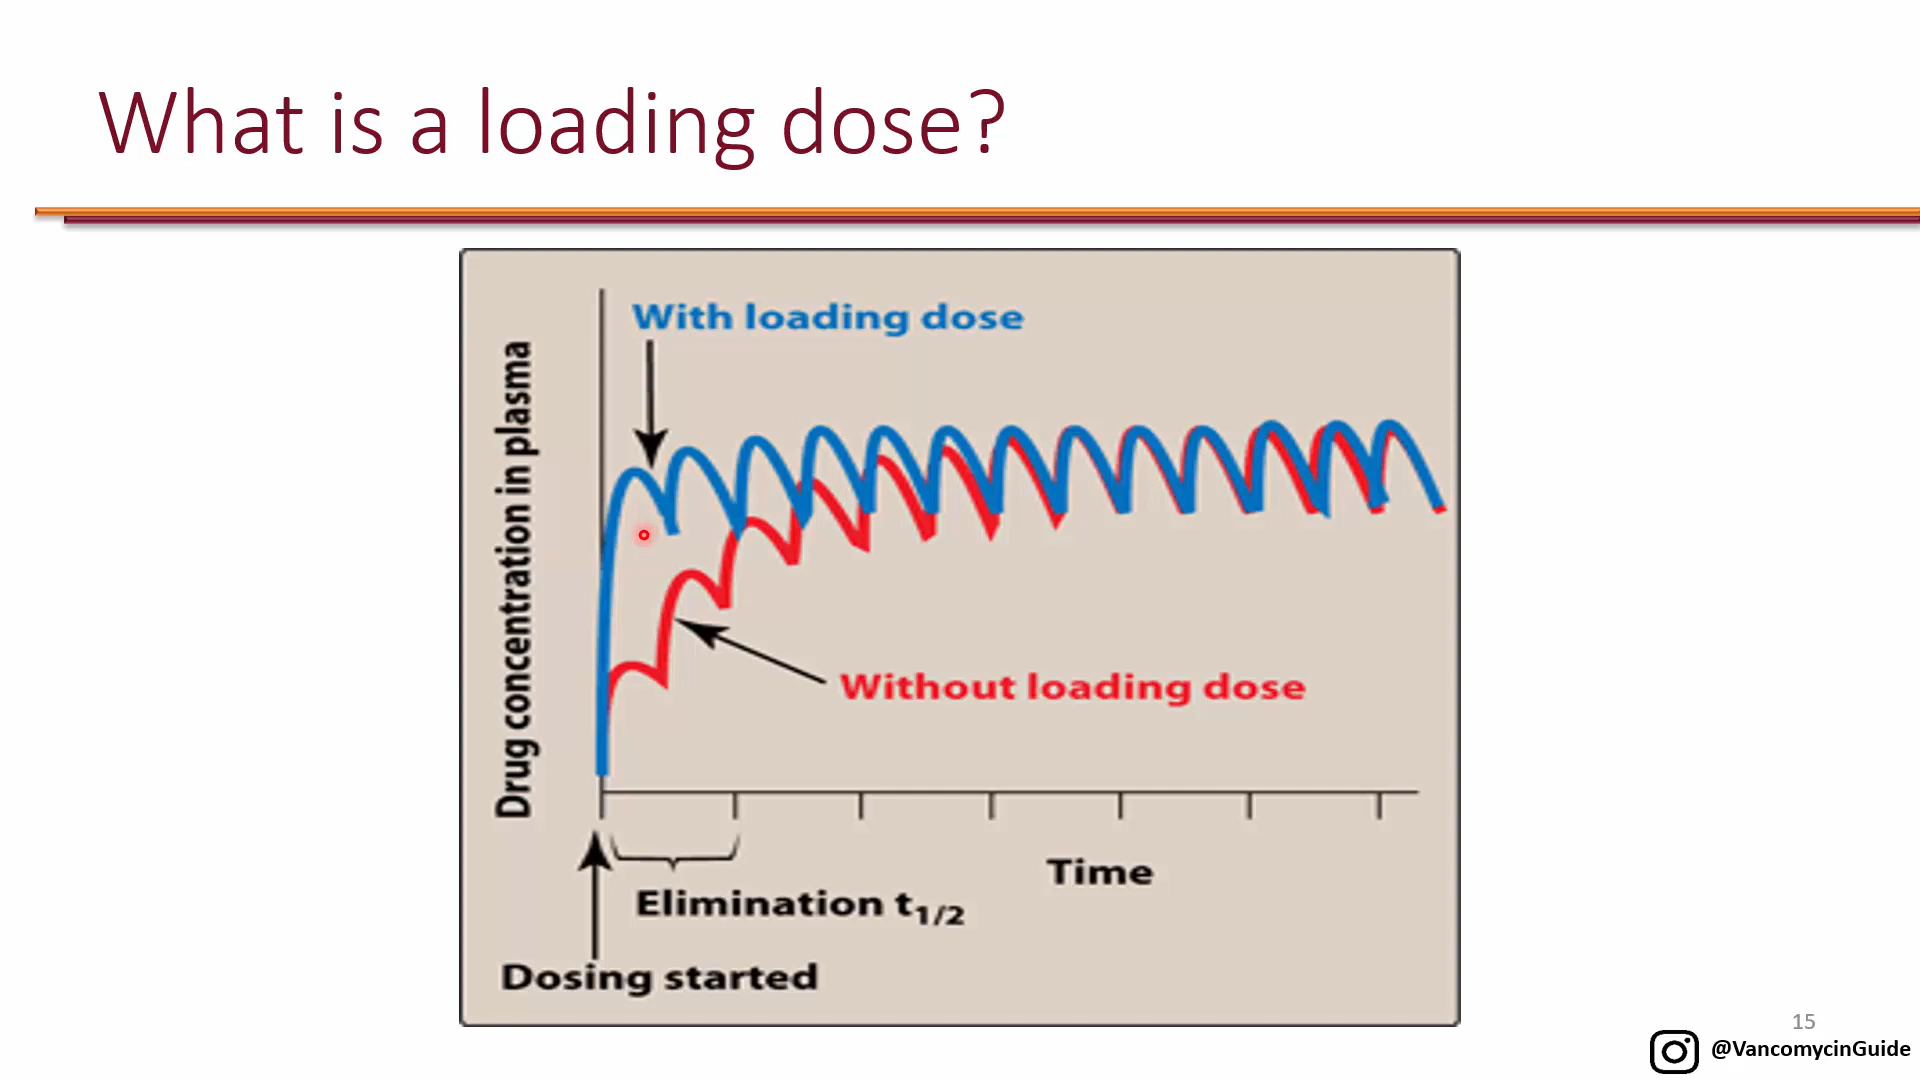 What is a loading dose?
With loading dose
Drug concentration in plasma
Without loading dose
Time
Elimination t1/2
Dosing started
15
@VancomycinGuide